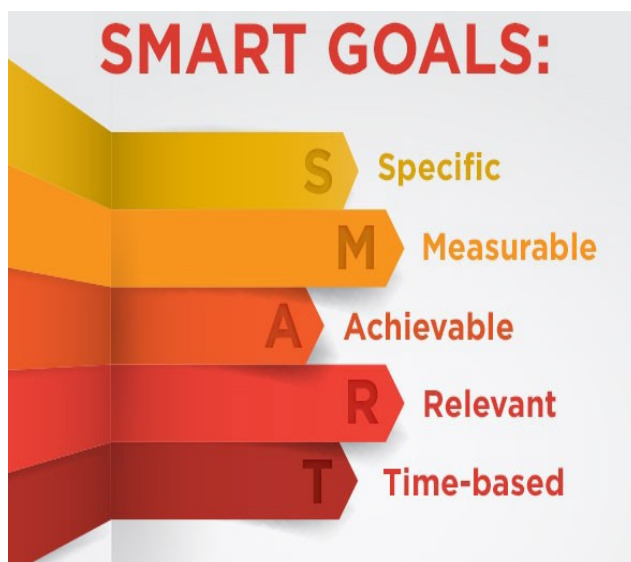 SMART GOALS:
S Specific
M Measurable
A Achievable
R Relevant
T Time-based